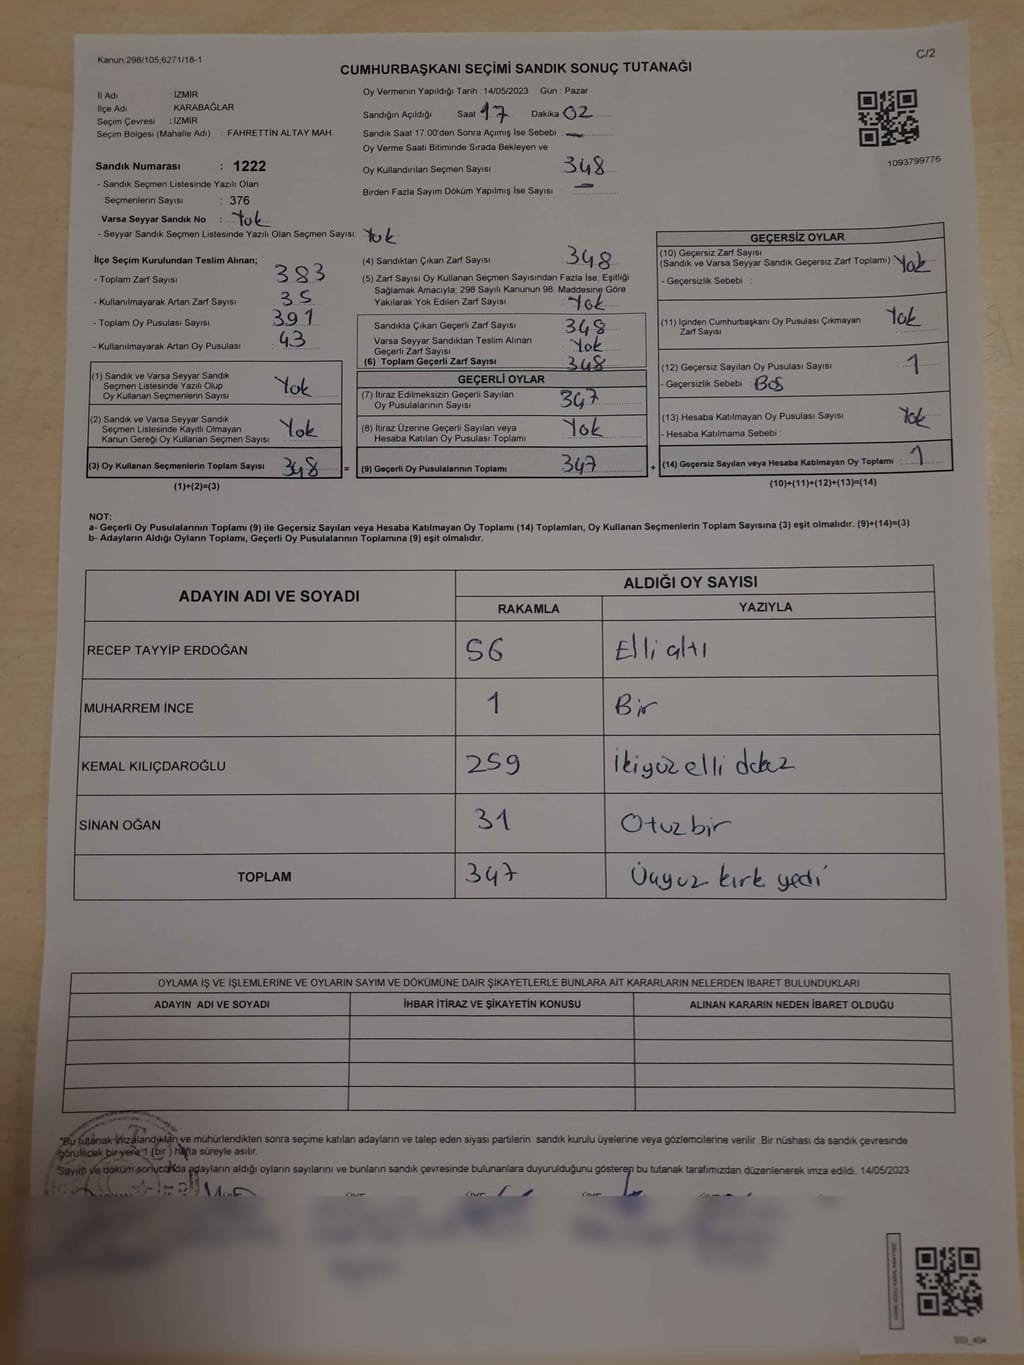 Kanun.298/105;6271/18-1
C/2
CUMHURBAŞKANI SEÇİMİ SANDIK SONUÇ TUTANAĞI
İl Adı : İZMİR
İlçe Adı : KARABAĞLAR
Seçim Çevresi : İZMİR
Seçim Bölgesi (Mahalle Adı) : FAHRETTİN ALTAY MAH.
Sandık Numarası : 1222
- Sandık Seçmen Listesinde Yazılı Olan
Seçmenlerin Sayısı : 376
Varsa Seyyar Sandık No : Yok
- Seyyar Sandık Seçmen Listesinde Yazılı Olan Seçmen Sayısı: Yok
Oy Vermenin Yapıldığı Tarih :14/05/2023 Gün : Pazar
Sandığın Açıldığı Saat 17 Dakika 02
Sandık Saat 17:00'den Sonra Açımış İse Sebebi : —
Oy Verme Saati Bitiminde Sırada Bekleyen ve
Oy Kullandırılan Seçmen Sayısı 348
Birden Fazla Sayım Döküm Yapılmış İse Sayısı : —
1093799776
İlçe Seçim Kurulundan Teslim Alınan;
- Toplam Zarf Sayısı : 383
- Kullanılmayarak Artan Zarf Sayısı : 35
- Toplam Oy Pusulası Sayısı : 391
- Kullanılmayarak Artan Oy Pusulası : 43
(1) Sandık ve Varsa Seyyar Sandık
Seçmen Listesinde Yazılı Olup
Oy Kullanan Seçmenlerin Sayısı : Yok
(2) Sandık ve Varsa Seyyar Sandık
Seçmen Listesinde Kayıtlı Olmayan
Kanun Gereği Oy Kullanan Seçmen Sayısı : Yok
(3) Oy Kullanan Seçmenlerin Toplam Sayısı : 348
(1)+(2)=(3)
=
(4) Sandıktan Çıkan Zarf Sayısı : 348
(5) Zarf Sayısı Oy Kullanan Seçmen Sayısından Fazla İse, Eşitliği
Sağlamak Amacıyla; 298 Sayılı Kanunun 98. Maddesine Göre
Yakılarak Yok Edilen Zarf Sayısı : Yok
Sandıkta Çıkan Geçerli Zarf Sayısı : 348
Varsa Seyyar Sandıktan Teslim Alınan
Geçerli Zarf Sayısı : Yok
(6) Toplam Geçerli Zarf Sayısı : 348
GEÇERLİ OYLAR
(7) İtiraz Edilmeksizin Geçerli Sayılan
Oy Pusulalarının Sayısı : 347
(8) İtiraz Üzerine Geçerli Sayılan veya
Hesaba Katılan Oy Pusulası Toplamı : Yok
(9) Geçerli Oy Pusulalarının Toplamı : 347
+
GEÇERSİZ OYLAR
(10) Geçersiz Zarf Sayısı
(Sandık ve Varsa Seyyar Sandık Geçersiz Zarf Toplamı) : Yok
- Geçersizlik Sebebi :
(11) İçinden Cumhurbaşkanı Oy Pusulası Çıkmayan
Zarf Sayısı : Yok
(12) Geçersiz Sayılan Oy Pusulası Sayısı : 1
- Geçersizlik Sebebi : Boş
(13) Hesaba Katılmayan Oy Pusulası Sayısı : Yok
- Hesaba Katılmama Sebebi :
(14) Geçersiz Sayılan veya Hesaba Katılmayan Oy Toplamı : 1
(10)+(11)+(12)+(13)=(14)
NOT:
a- Geçerli Oy Pusulalarının Toplamı (9) ile Geçersiz Sayılan veya Hesaba Katılmayan Oy Toplamı (14) Toplamları, Oy Kullanan Seçmenlerin Toplam Sayısına (3) eşit olmalıdır. (9)+(14)=(3)
b- Adayların Aldığı Oyların Toplamı, Geçerli Oy Pusulalarının Toplamına (9) eşit olmalıdır.
ADAYIN ADI VE SOYADI ALDIĞI OY SAYISI
RAKAMLA YAZIYLA
RECEP TAYYİP ERDOĞAN 56 Elli altı
MUHARREM İNCE 1 Bir
KEMAL KILIÇDAROĞLU 259 İkiyüz elli dokuz
SİNAN OĞAN 31 Otuz bir
TOPLAM 347 Üçyüz kırk yedi
OYLAMA İŞ VE İŞLEMLERİNE VE OYLARIN SAYIM VE DÖKÜMÜNE DAİR ŞİKAYETLERLE BUNLARA AİT KARARLARIN NELERDEN İBARET BULUNDUKLARI
ADAYIN ADI VE SOYADI İHBAR İTİRAZ VE ŞİKAYETİN KONUSU ALINAN KARARIN NEDEN İBARET OLDUĞU
*Bu tutanak imzalandıktan ve mühürlendikten sonra seçime katılan adayların ve talep eden siyasi partilerin sandık kurulu üyelerine veya gözlemcilerine verilir .Bir nüshası da sandık çevresinde
görülecek bir yere 1 (bir ) hafta süreyle asılır.
Sayım ve döküm sonucunda adayların aldığı oyların sayılarını ve bunların sandık çevresinde bulunanlara duyurulduğunu gösteren bu tutanak tarafımızdan düzenlenerek imza edildi. 14/05/2023